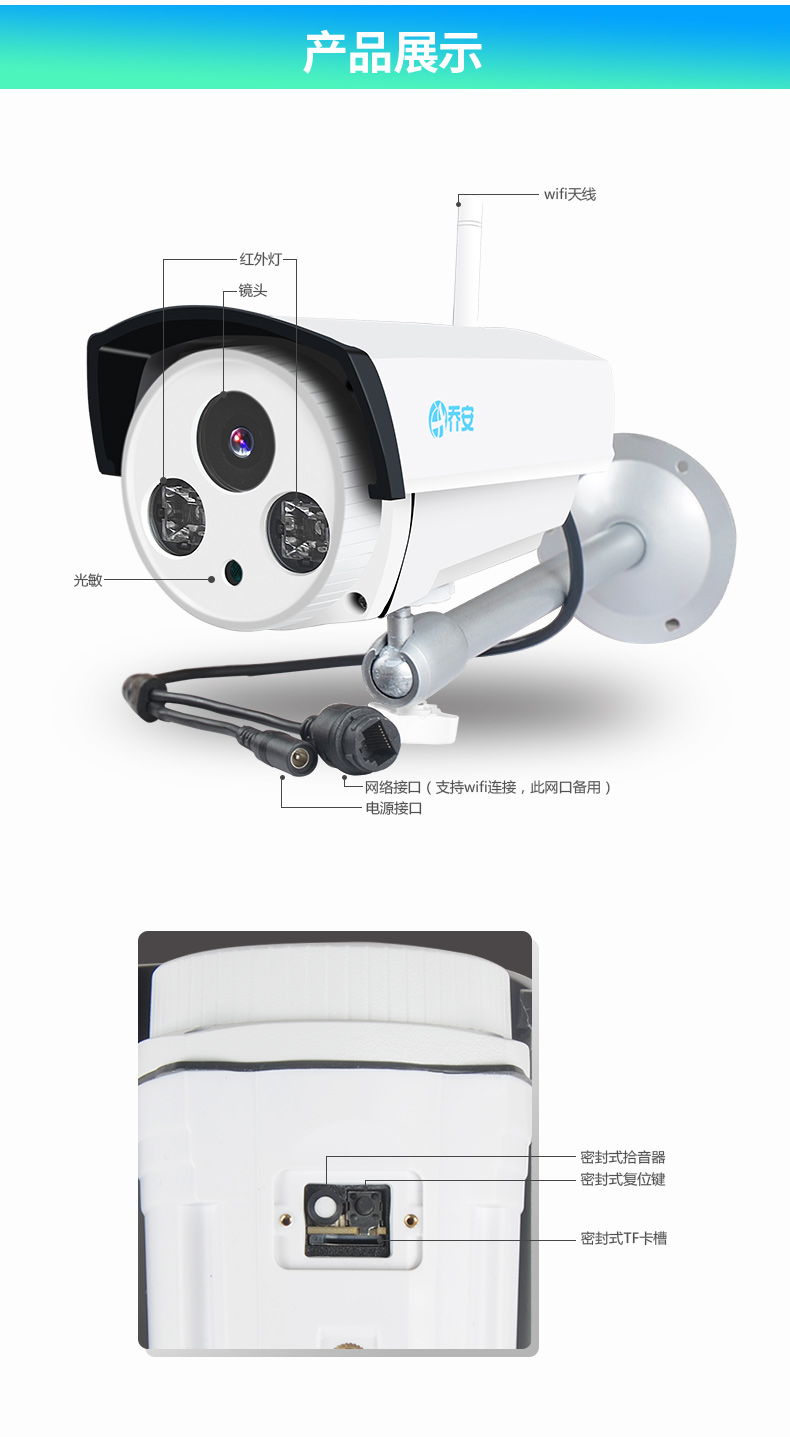 产品展示
wifi天线
红外灯
镜头
乔安
光敏
网络接口（支持wifi连接，此网口备用）
电源接口
密封式拾音器
密封式复位键
密封式TF卡槽